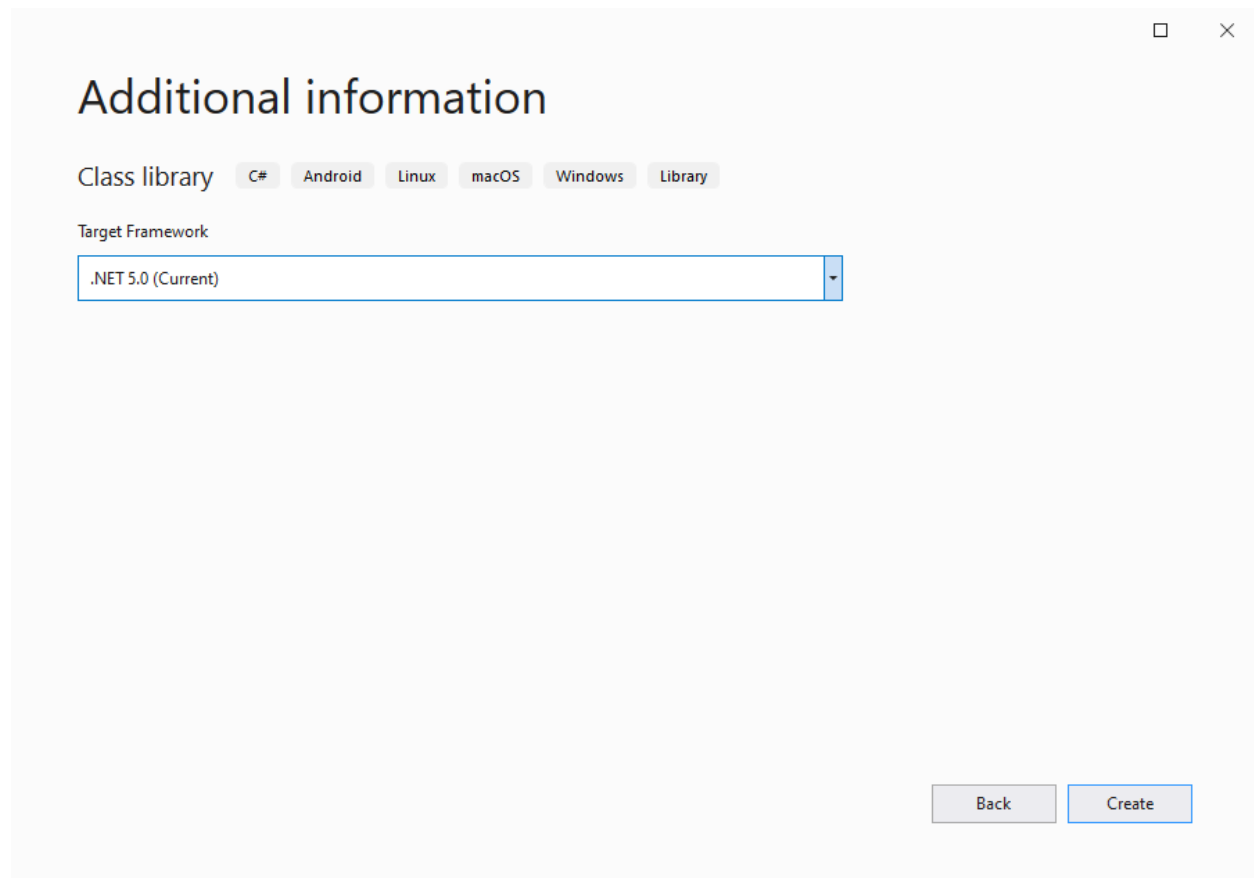 Additional information
Class library C# Android Linux macOS Windows Library
Target Framework
.NET 5.0 (Current)
Back Create